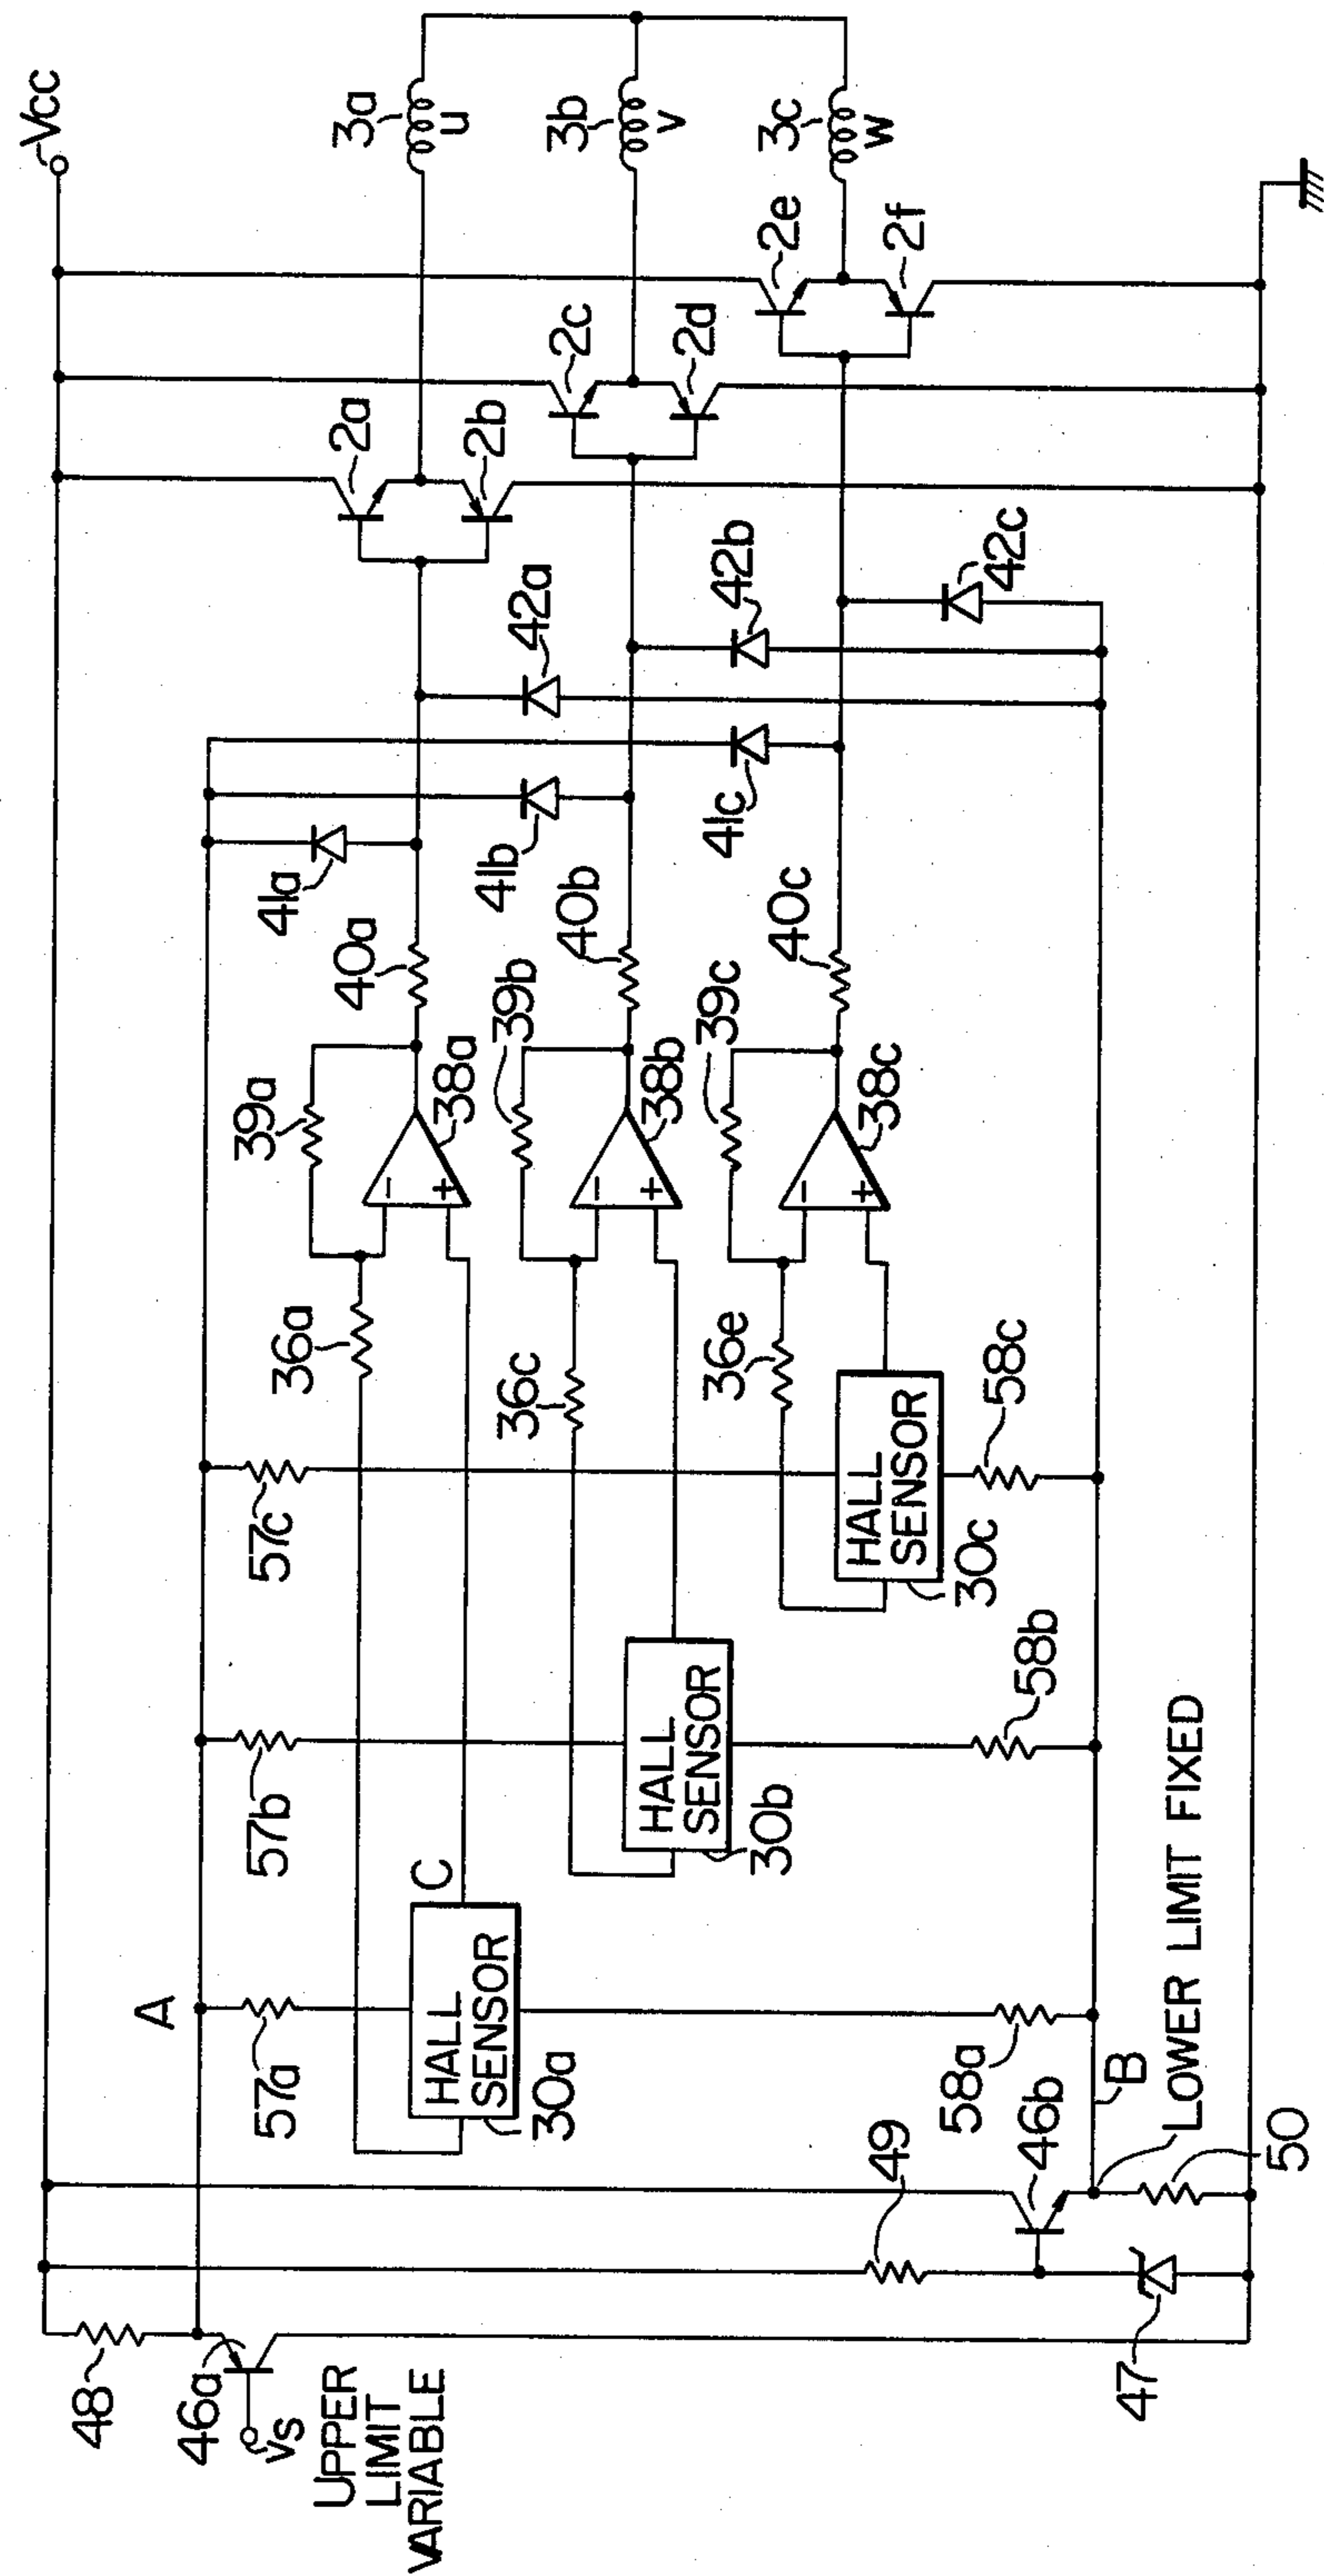 Vcc
3a
u
3b
v
3c
w
2a
2b
2c
2d
2e
2f
41a
41b
41c
42a
42b
42c
40a
40b
40c
39a
39b
39c
-
+
38a
-
+
38b
-
+
38c
36a
36c
36e
57c
57b
57a
A
C
HALL
SENSOR
30a
HALL
SENSOR
30b
HALL
SENSOR
30c
58a
58b
58c
B
LOWER LIMIT FIXED
46b
49
50
47
48
46a
vs
UPPER
LIMIT
VARIABLE